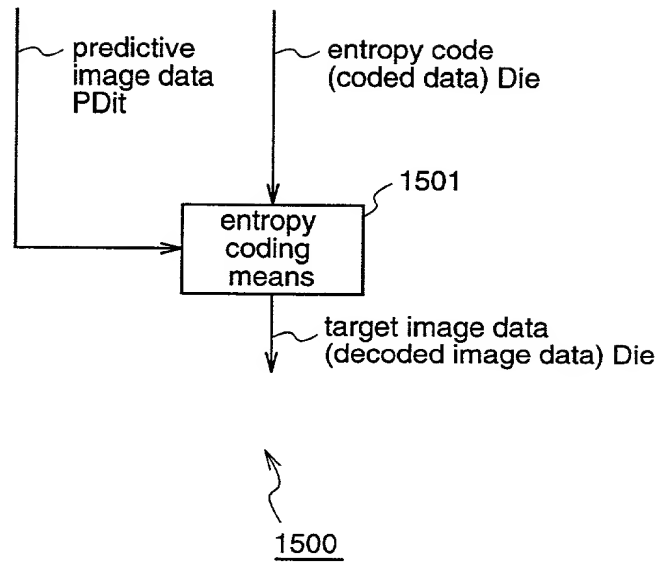 predictive
image data
PDit
entropy code
(coded data) Die
1501
entropy
coding
means
target image data
(decoded image data) Die
1500